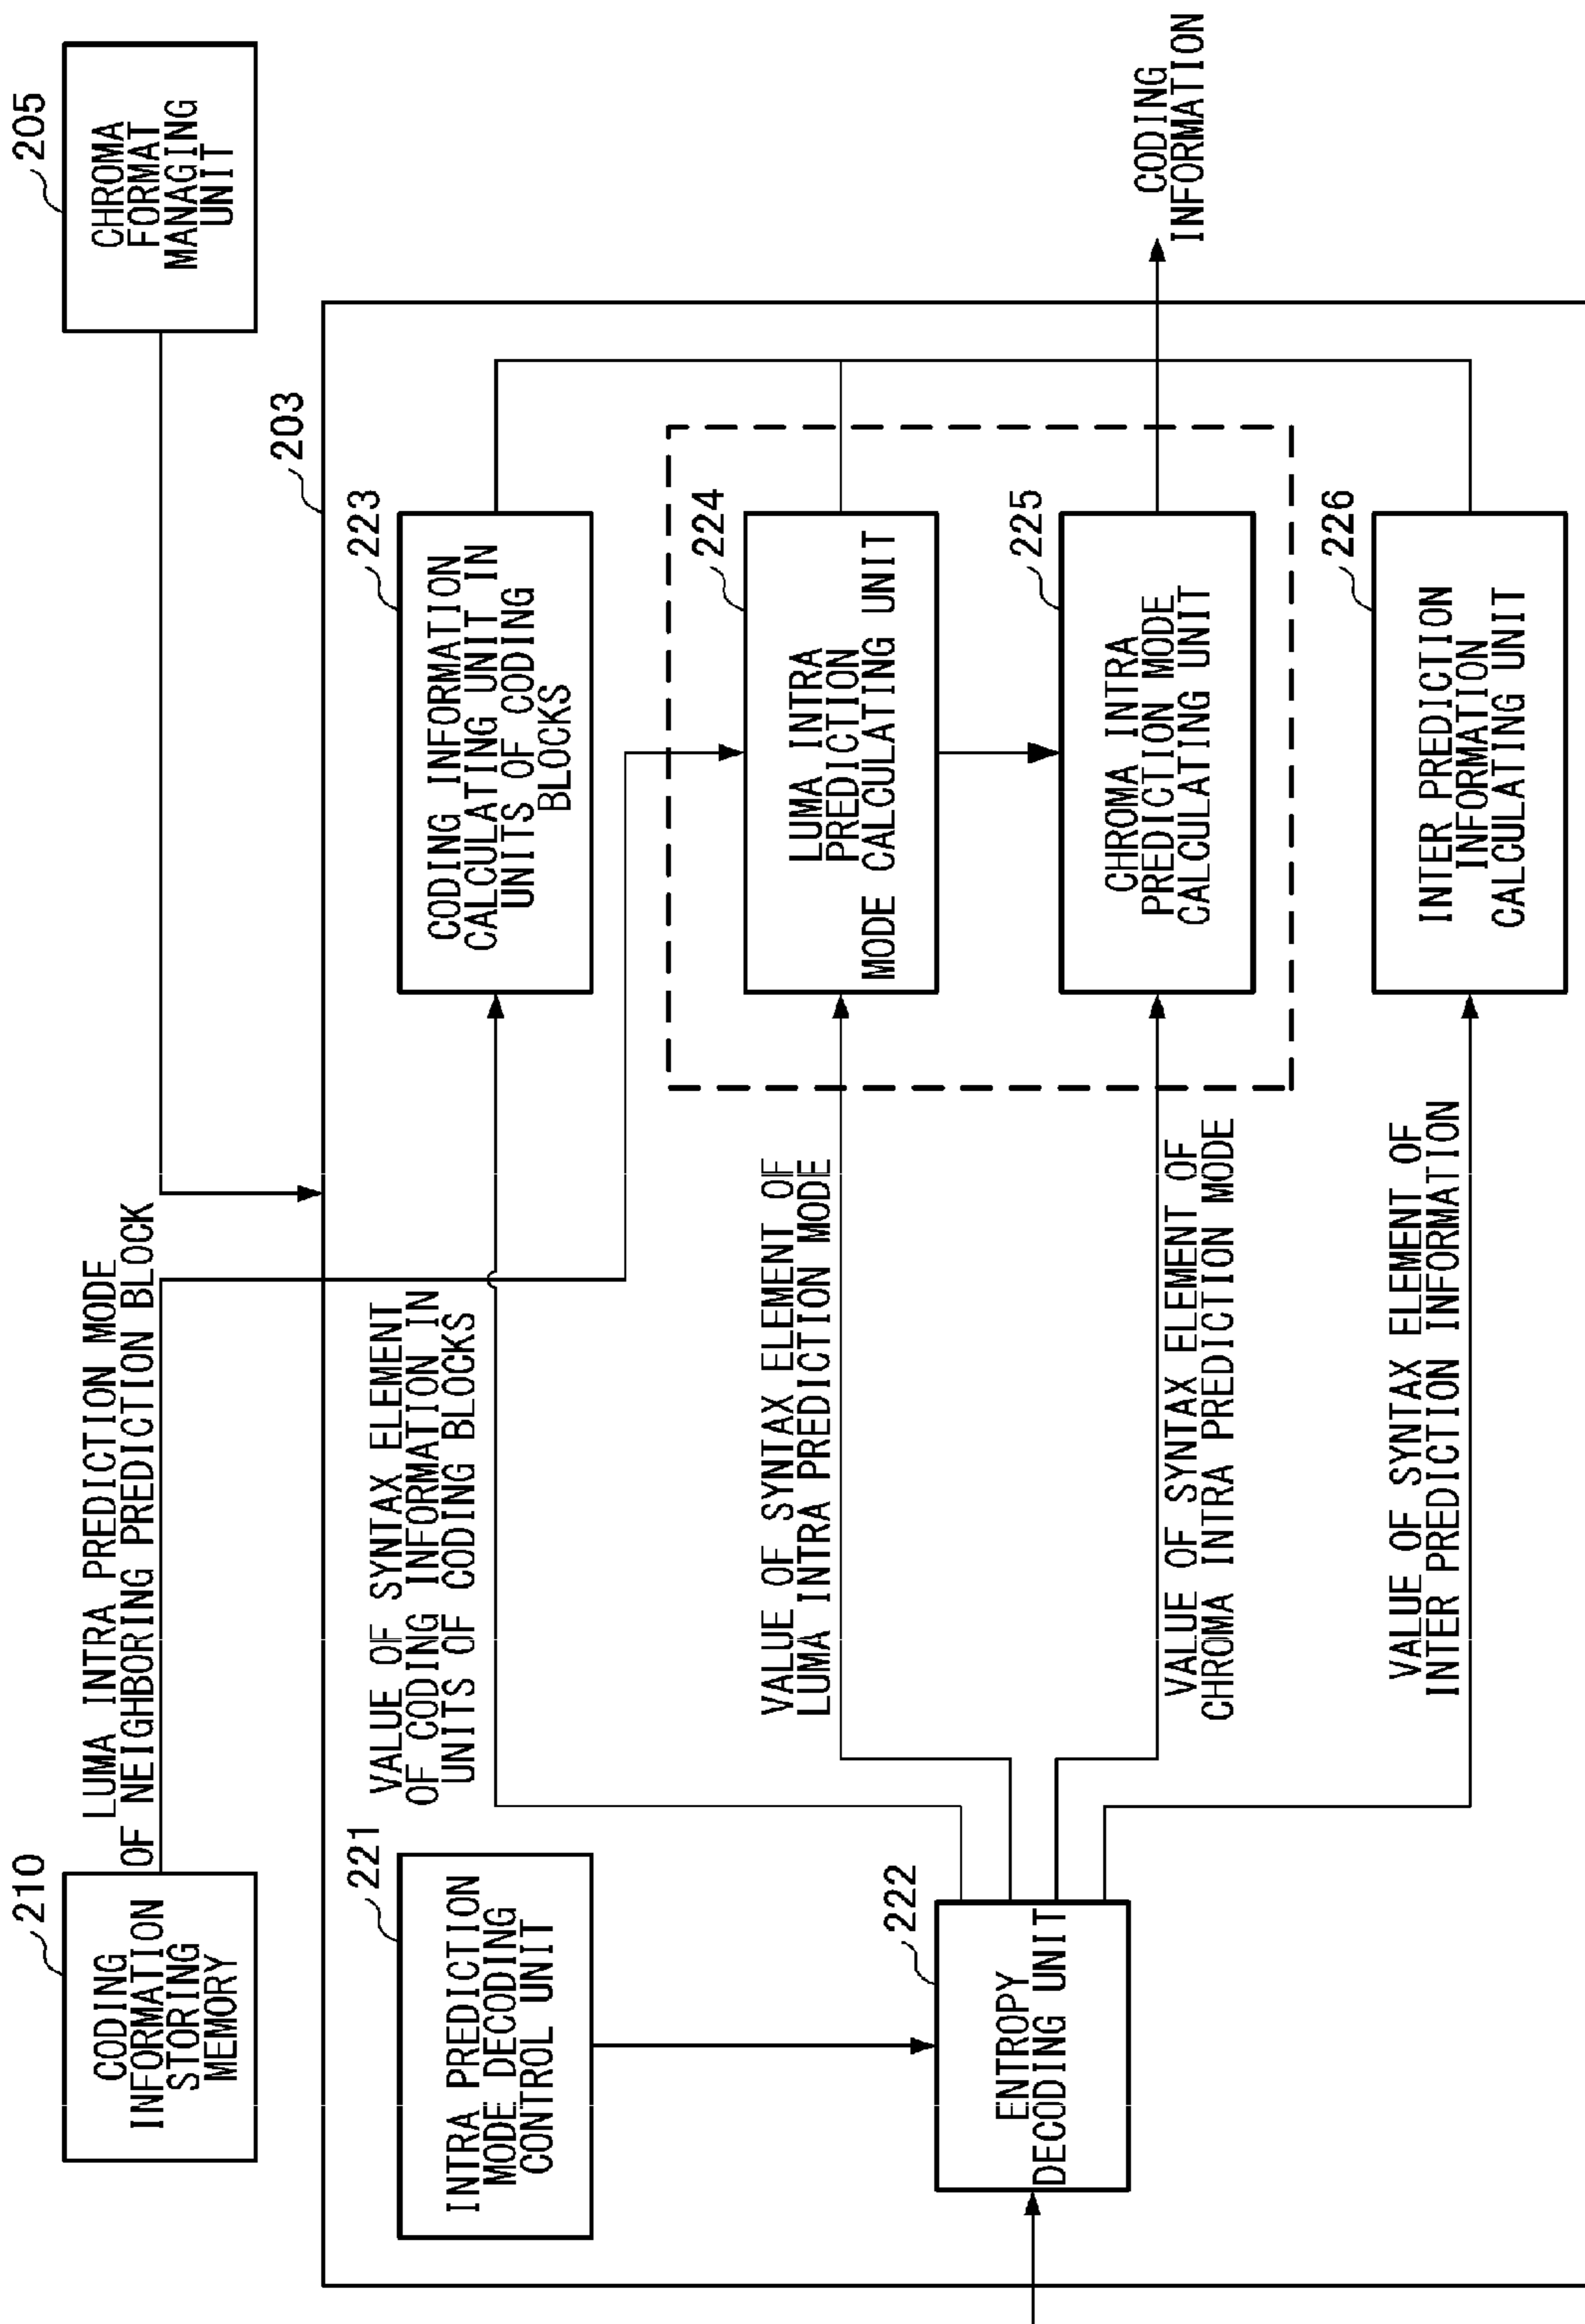 210
CODING
INFORMATION
STORING
MEMORY
LUMA INTRA PREDICTION MODE
OF NEIGHBORING PREDICTION BLOCK
205
CHROMA
FORMAT
MANAGING
UNIT
203
221
INTRA PREDICTION
MODE DECODING
CONTROL UNIT
VALUE OF SYNTAX ELEMENT
OF CODING INFORMATION IN
UNITS OF CODING BLOCKS
223
CODING INFORMATION
CALCULATING UNIT IN
UNITS OF CODING
BLOCKS
VALUE OF SYNTAX ELEMENT OF
LUMA INTRA PREDICTION MODE
224
LUMA INTRA
PREDICTION
MODE CALCULATING UNIT
222
ENTROPY
DECODING UNIT
VALUE OF SYNTAX ELEMENT OF
CHROMA INTRA PREDICTION MODE
225
CHROMA INTRA
PREDICTION MODE
CALCULATING UNIT
CODING
INFORMATION
VALUE OF SYNTAX ELEMENT OF
INTER PREDICTION INFORMATION
226
INTER PREDICTION
INFORMATION
CALCULATING UNIT